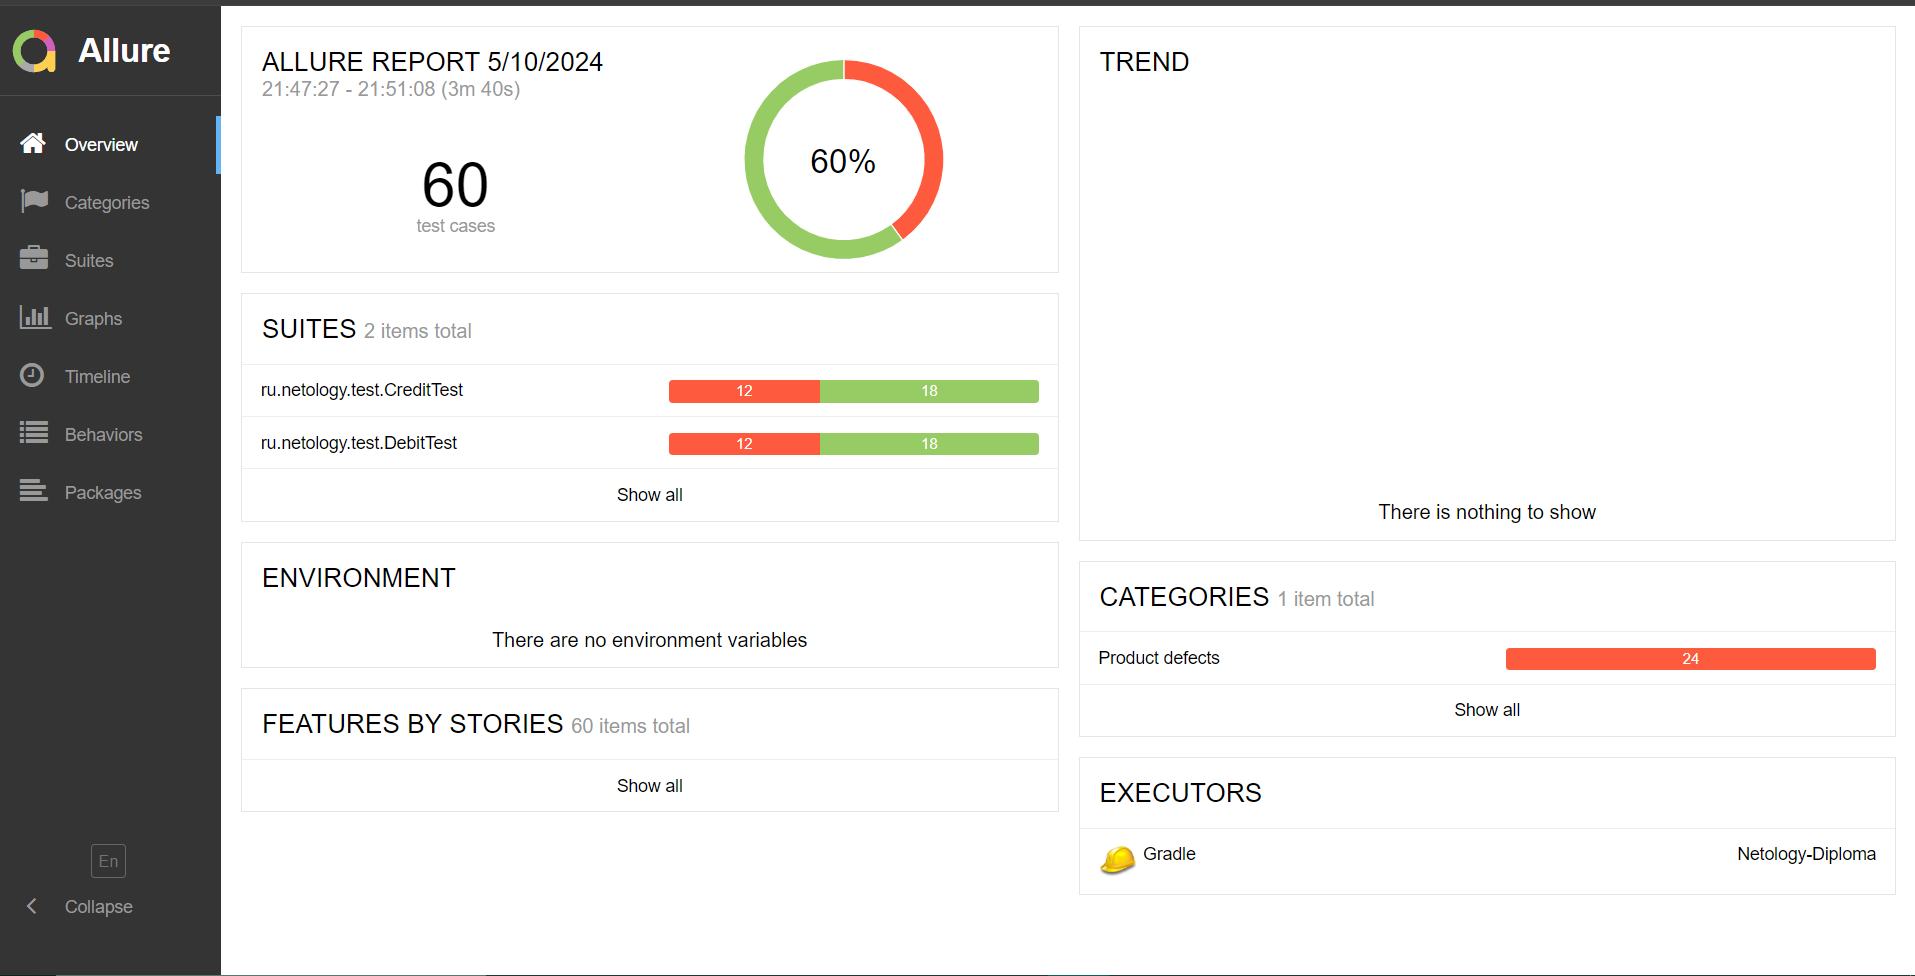 Allure
Overview
Categories
Suites
Graphs
Timeline
Behaviors
Packages
En
Collapse
ALLURE REPORT 5/10/2024
21:47:27 - 21:51:08 (3m 40s)
60
test cases
60%
SUITES 2 items total
ru.netology.test.CreditTest 12 18
ru.netology.test.DebitTest 12 18
Show all
ENVIRONMENT
There are no environment variables
FEATURES BY STORIES 60 items total
Show all
TREND
There is nothing to show
CATEGORIES 1 item total
Product defects 24
Show all
EXECUTORS
Gradle Netology-Diploma